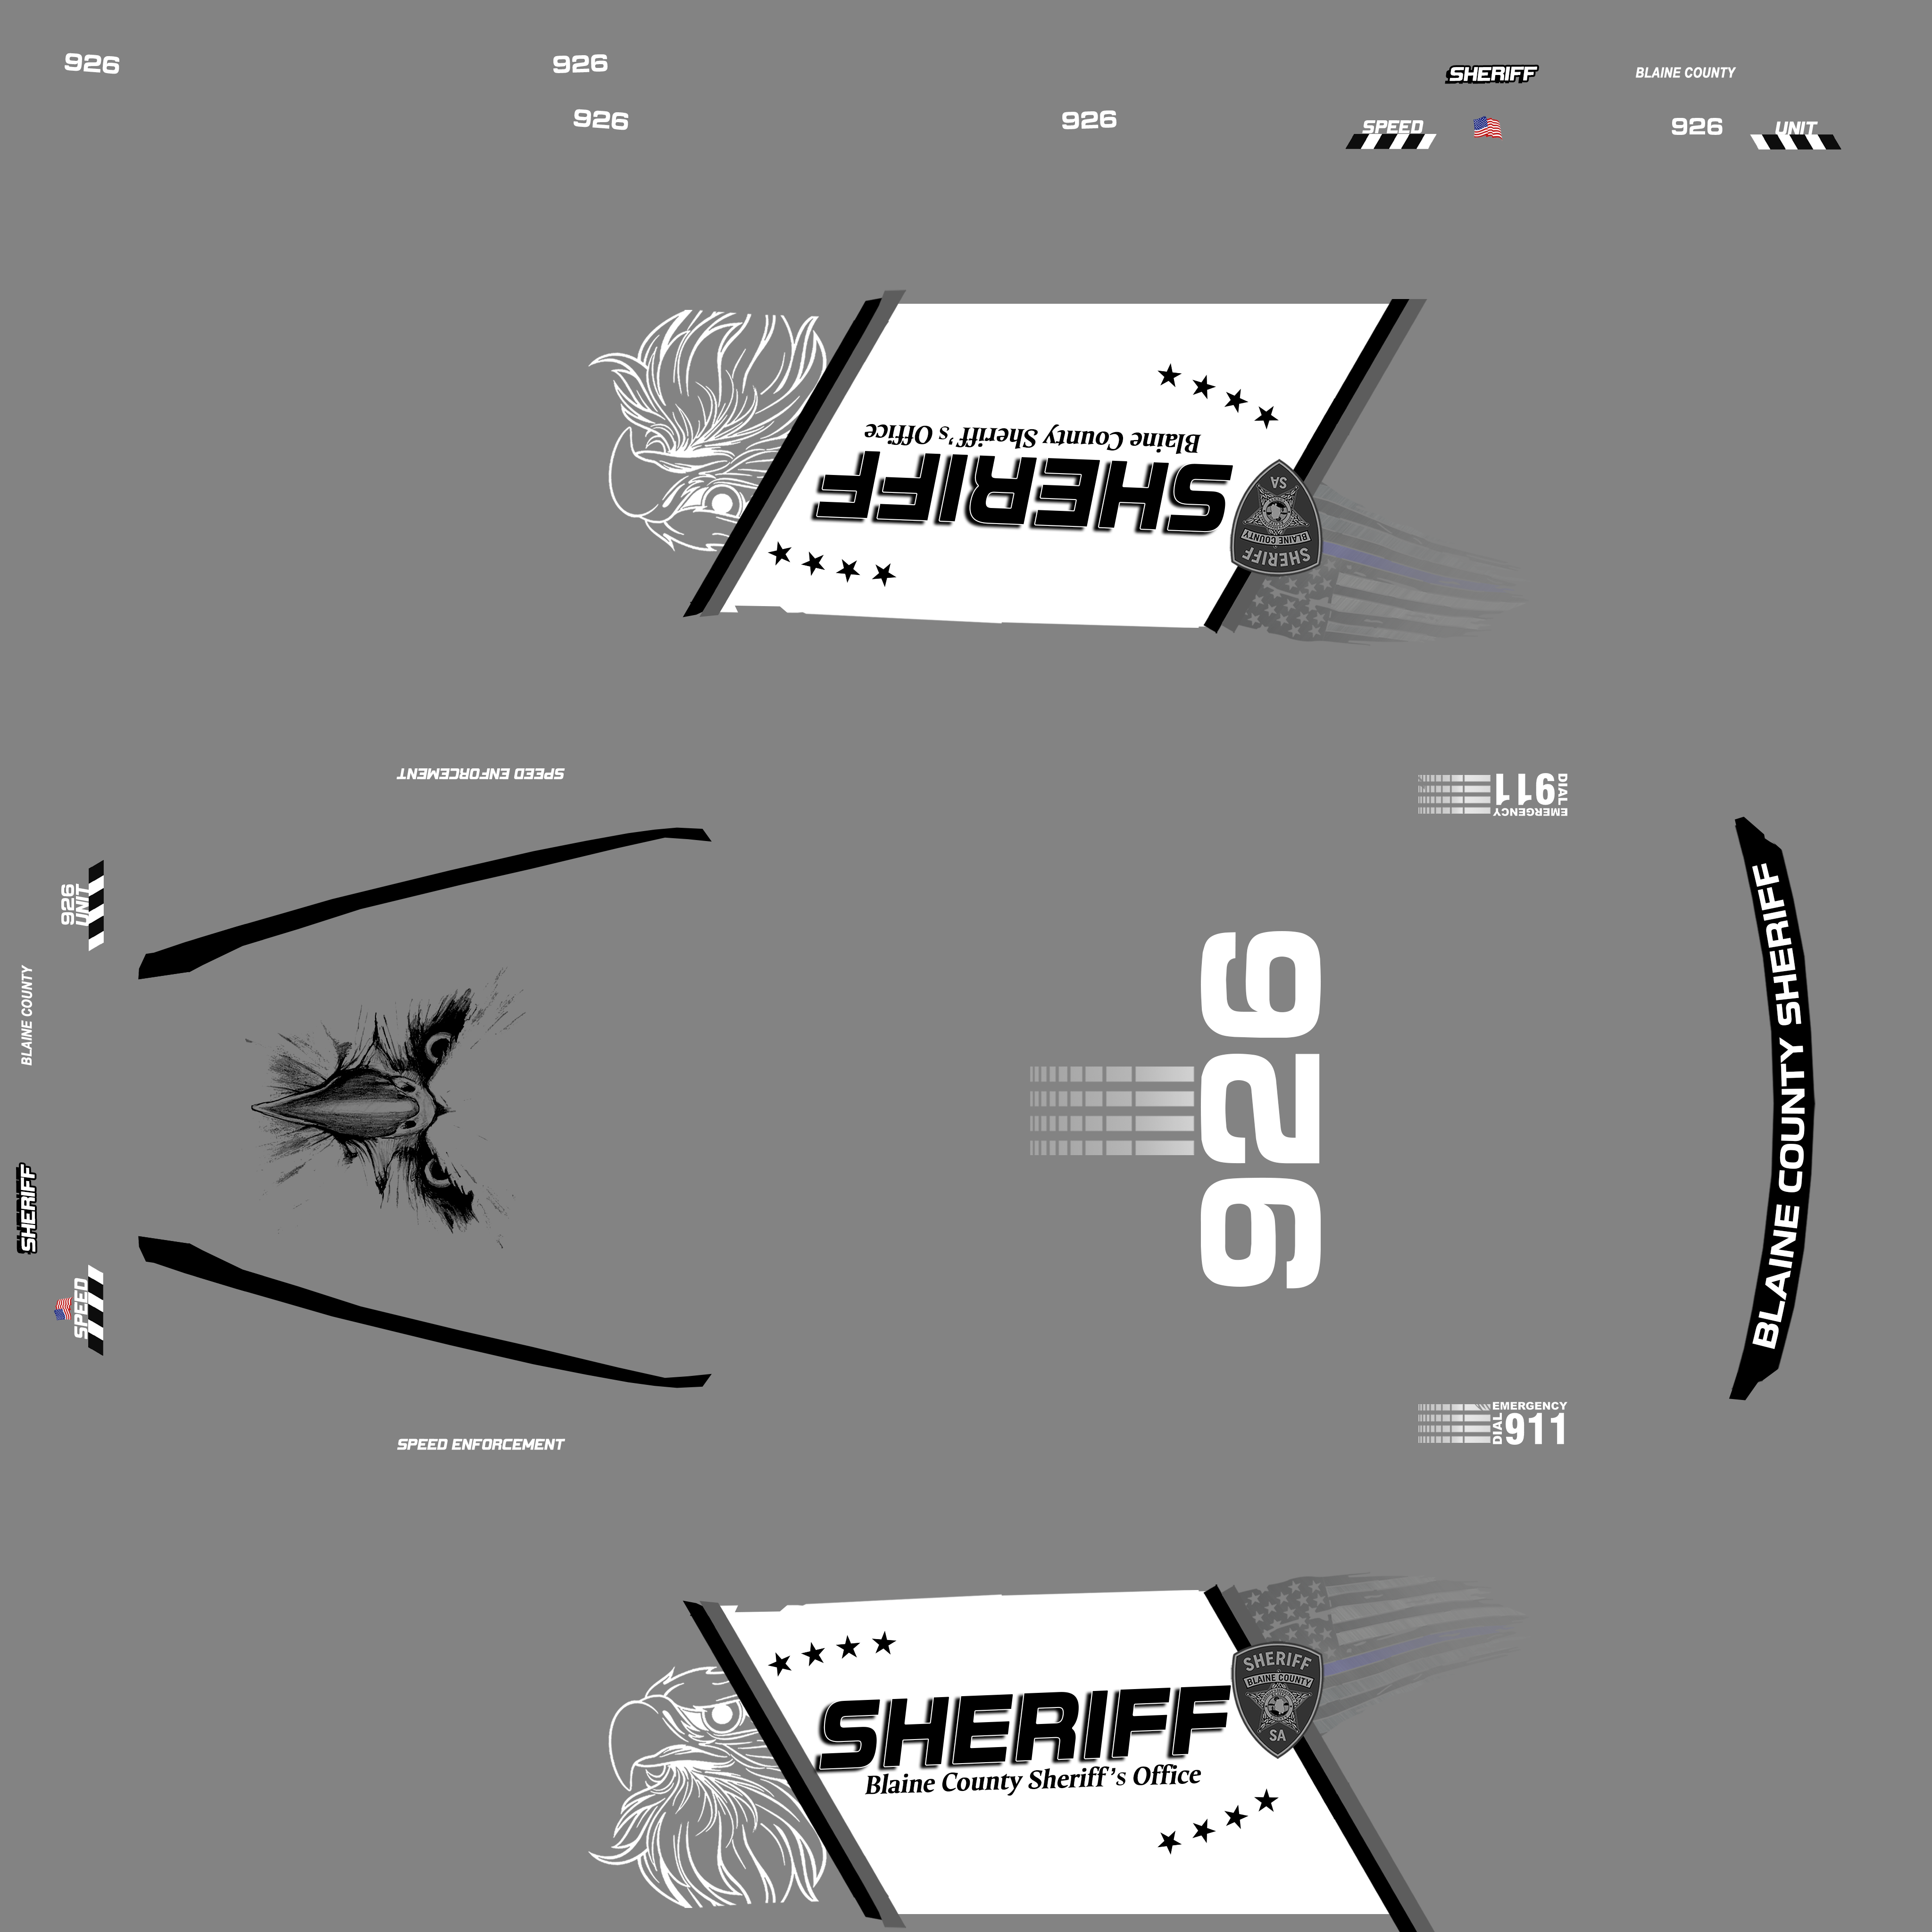 926
926
SHERIFF
BLAINE COUNTY
926
926
SPEED
926
UNIT
Blaine County Sheriff's Office
SHERIFF
SA
BLAINE COUNTY
SHERIFF
SPEED ENFORCEMENT
DIAL
911
EMERGENCY
926
UNIT
BLAINE COUNTY
SHERIFF
SPEED
926
BLAINE COUNTY SHERIFF
SPEED ENFORCEMENT
EMERGENCY
DIAL
911
SHERIFF
BLAINE COUNTY
SA
SHERIFF
Blaine County Sheriff's Office